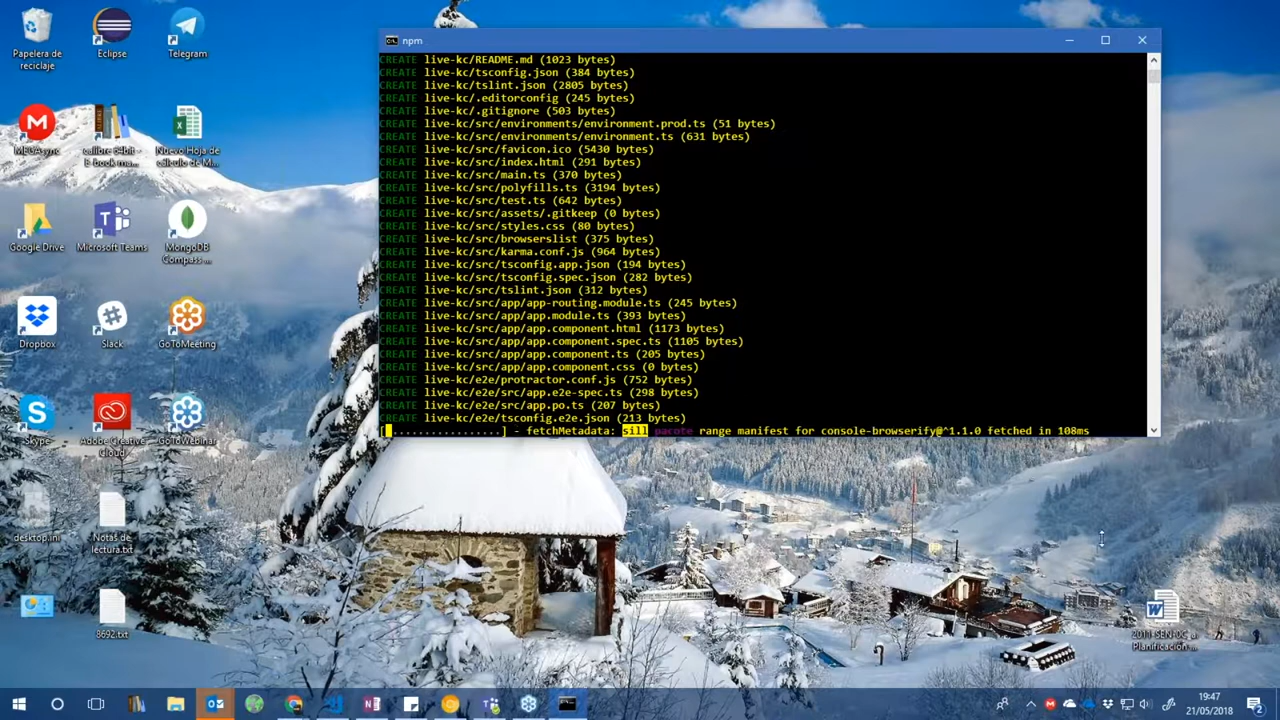 Papelera de
reciclaje
Eclipse
Telegram
MEGAsync
calibre 64bit -
E-book ma...
Nuevo Hoja de
cálculo de M...
Google Drive
Microsoft Teams
MongoDB
Compass ...
Dropbox
Slack
GoToMeeting
Skype
Adobe Creative
Cloud
GoToWebinar
desktop.ini
Notas de
lectura.txt
8692.txt
npm
CREATE live-kc/README.md (1023 bytes)
CREATE live-kc/tsconfig.json (384 bytes)
CREATE live-kc/tslint.json (2805 bytes)
CREATE live-kc/.editorconfig (245 bytes)
CREATE live-kc/.gitignore (503 bytes)
CREATE live-kc/src/environments/environment.prod.ts (51 bytes)
CREATE live-kc/src/environments/environment.ts (631 bytes)
CREATE live-kc/src/favicon.ico (5430 bytes)
CREATE live-kc/src/index.html (291 bytes)
CREATE live-kc/src/main.ts (370 bytes)
CREATE live-kc/src/polyfills.ts (3194 bytes)
CREATE live-kc/src/test.ts (642 bytes)
CREATE live-kc/src/assets/.gitkeep (0 bytes)
CREATE live-kc/src/styles.css (80 bytes)
CREATE live-kc/src/browserslist (375 bytes)
CREATE live-kc/src/karma.conf.js (964 bytes)
CREATE live-kc/src/tsconfig.app.json (194 bytes)
CREATE live-kc/src/tsconfig.spec.json (282 bytes)
CREATE live-kc/src/tslint.json (312 bytes)
CREATE live-kc/src/app/app-routing.module.ts (245 bytes)
CREATE live-kc/src/app/app.module.ts (393 bytes)
CREATE live-kc/src/app/app.component.html (1173 bytes)
CREATE live-kc/src/app/app.component.spec.ts (1105 bytes)
CREATE live-kc/src/app/app.component.ts (205 bytes)
CREATE live-kc/src/app/app.component.css (0 bytes)
CREATE live-kc/e2e/protractor.conf.js (752 bytes)
CREATE live-kc/e2e/src/app.e2e-spec.ts (298 bytes)
CREATE live-kc/e2e/src/app.po.ts (207 bytes)
CREATE live-kc/e2e/tsconfig.e2e.json (213 bytes)
[ .................] - fetchMetadata: sill pacote range manifest for console-browserify@^1.1.0 fetched in 108ms
Planificación...
19:47
21/05/2018